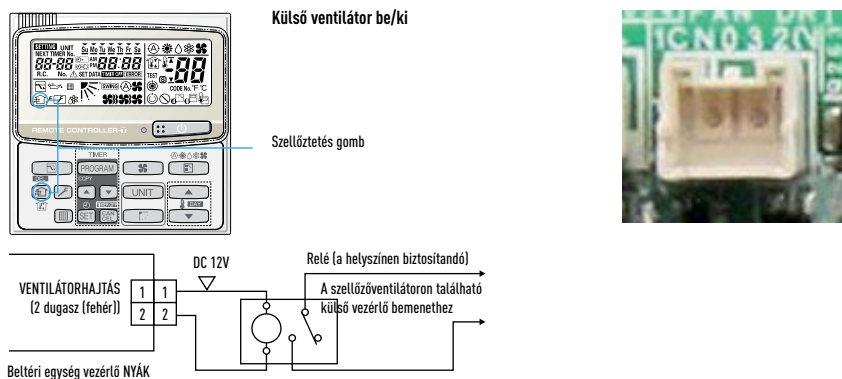 Külső ventilátor be/ki
SETTING UNIT Su Mo Tu We Th Fr Sa
NEXT TIMER No.
88-88 AM PM 88:88 -88
R.C. No. SET DATA TIMER OFF ERROR
TEST
CODE No. °F °C
SWING
REMOTE CONTROLLER
Szellőztetés gomb
TIMER
PROGRAM
DEL
COPY
UNIT
SET
CAN CEL
DAY
1CN032
DC 12V
Relé (a helyszínen biztosítandó)
VENTILÁTORHAJTÁS
(2 dugasz (fehér))
1 1
2 2
A szellőzőventilátoron található
külső vezérlő bemenethez
Beltéri egység vezérlő NYÁK